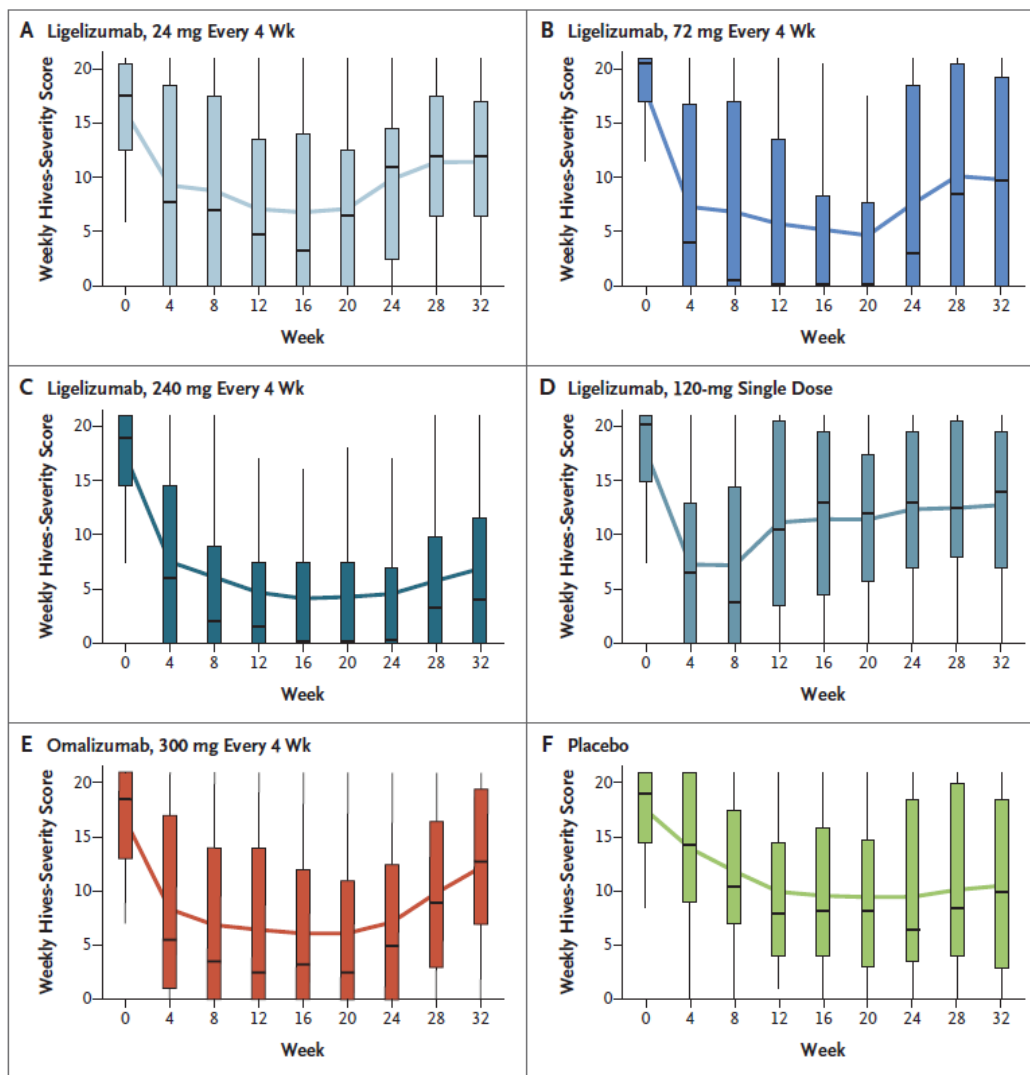 A Ligelizumab, 24 mg Every 4 Wk
Weekly Hives-Severity Score
20
15
10
5
0
0 4 8 12 16 20 24 28 32
Week
B Ligelizumab, 72 mg Every 4 Wk
Weekly Hives-Severity Score
20
15
10
5
0
0 4 8 12 16 20 24 28 32
Week
C Ligelizumab, 240 mg Every 4 Wk
Weekly Hives-Severity Score
20
15
10
5
0
0 4 8 12 16 20 24 28 32
Week
D Ligelizumab, 120-mg Single Dose
Weekly Hives-Severity Score
20
15
10
5
0
0 4 8 12 16 20 24 28 32
Week
E Omalizumab, 300 mg Every 4 Wk
Weekly Hives-Severity Score
20
15
10
5
0
0 4 8 12 16 20 24 28 32
Week
F Placebo
Weekly Hives-Severity Score
20
15
10
5
0
0 4 8 12 16 20 24 28 32
Week